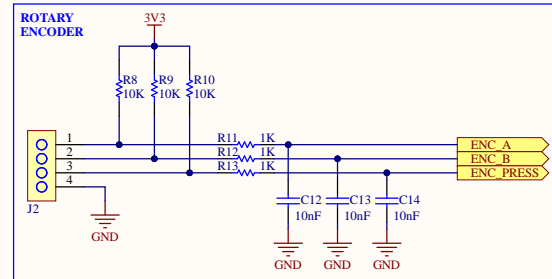 ROTARY
ENCODER
3V3
R8 R9 R10
10K 10K 10K
1 R11 1K ENC_A
2 R12 1K ENC_B
3 R13 1K ENC_PRESS
4
J2
C12 C13 C14
10nF 10nF 10nF
GND
GND GND GND